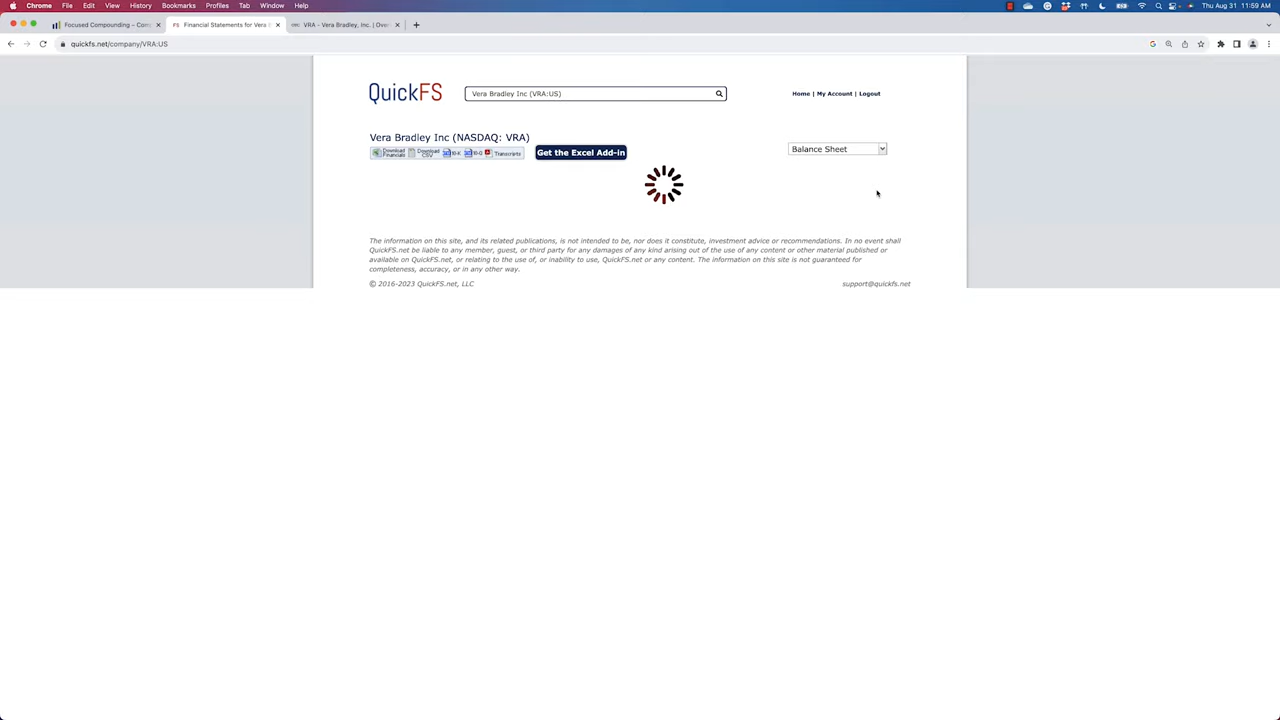 Chrome File Edit View History Bookmarks Profiles Tab Window Help Thu Aug 31 11:59 AM
Focused Compounding – Com Financial Statements for Vera VRA - Vera Bradley, Inc. | Over
quickfs.net/company/VRA:US
QuickFS Vera Bradley Inc (VRA:US) Home | My Account | Logout
Vera Bradley Inc (NASDAQ: VRA)
Download Financials Download CSV 10-K 10-Q Transcripts Get the Excel Add-in Balance Sheet
The information on this site, and its related publications, is not intended to be, nor does it constitute, investment advice or recommendations. In no event shall
QuickFS.net be liable to any member, guest, or third party for any damages of any kind arising out of the use of any content or other material published or
available on QuickFS.net, or relating to the use of, or inability to use, QuickFS.net or any content. The information on this site is not guaranteed for
completeness, accuracy, or in any other way.
© 2016-2023 QuickFS.net, LLC support@quickfs.net